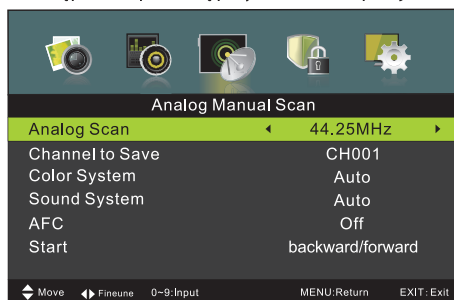 Analog Manual Scan
Analog Scan 44.25MHz
Channel to Save CH001
Color System Auto
Sound System Auto
AFC Off
Start backward/forward
Move Fineune 0~9:Input MENU:Return EXIT:Exit